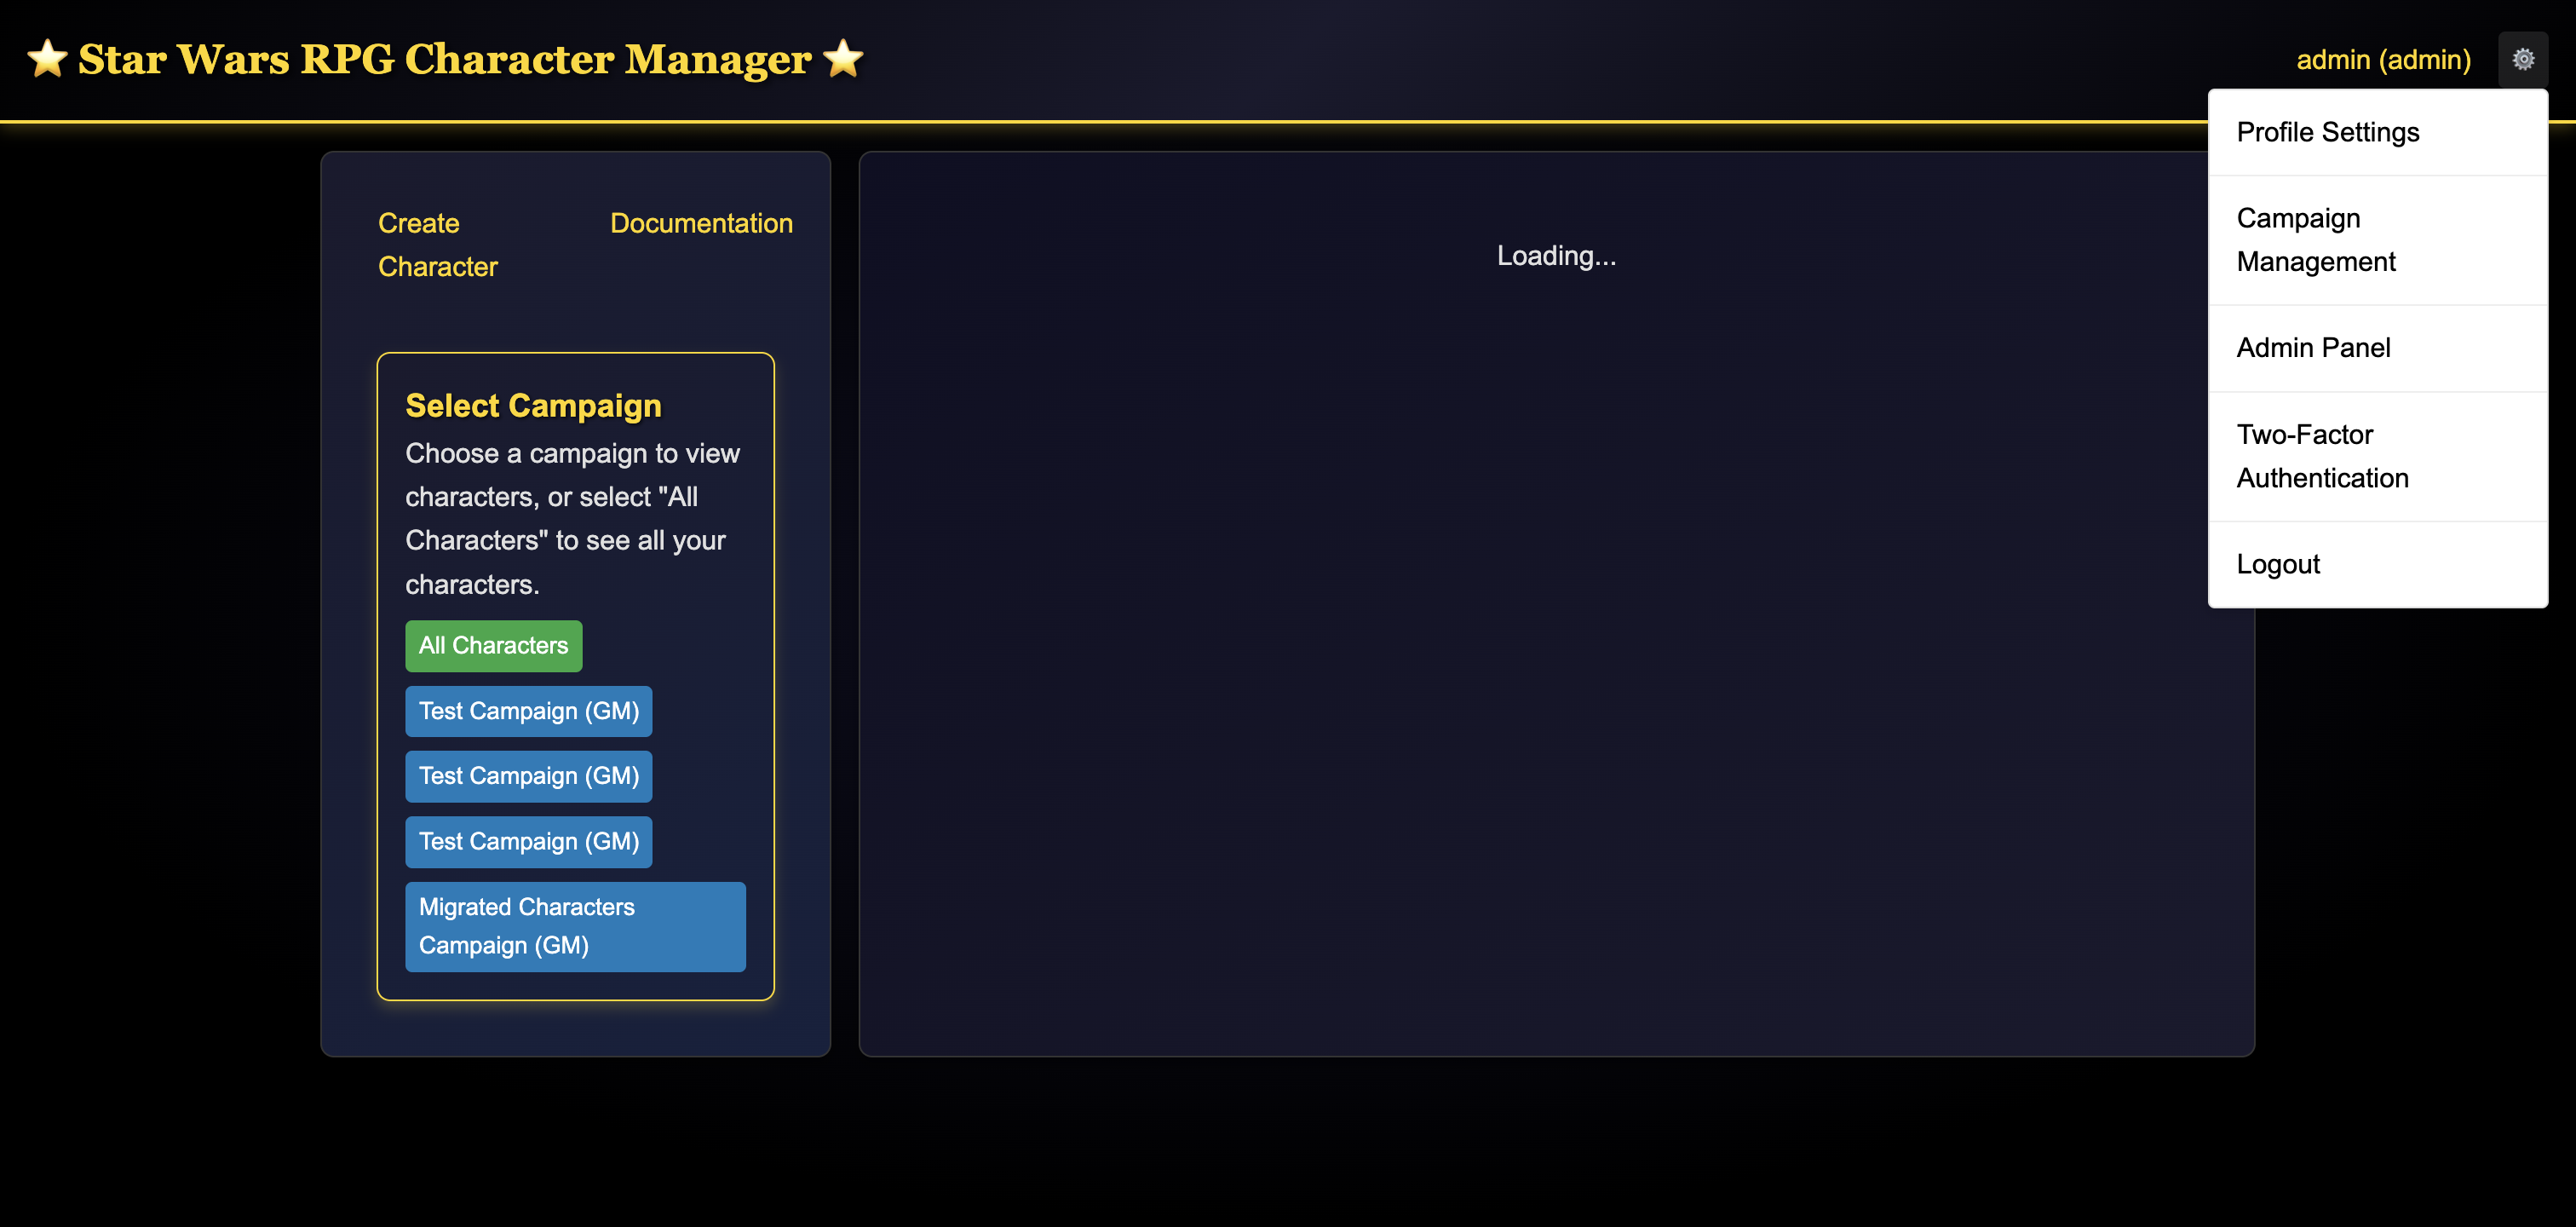 ⭐ Star Wars RPG Character Manager ⭐
admin (admin)
Profile Settings
Campaign
Management
Admin Panel
Two-Factor
Authentication
Logout
Create
Character
Documentation
Select Campaign
Choose a campaign to view
characters, or select "All
Characters" to see all your
characters.
All Characters
Test Campaign (GM)
Test Campaign (GM)
Test Campaign (GM)
Migrated Characters
Campaign (GM)
Loading...